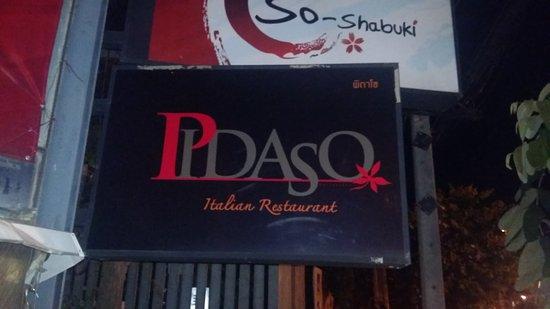 So-Shabuki
พิดาโซ
PIDASO
Italian Restaurant